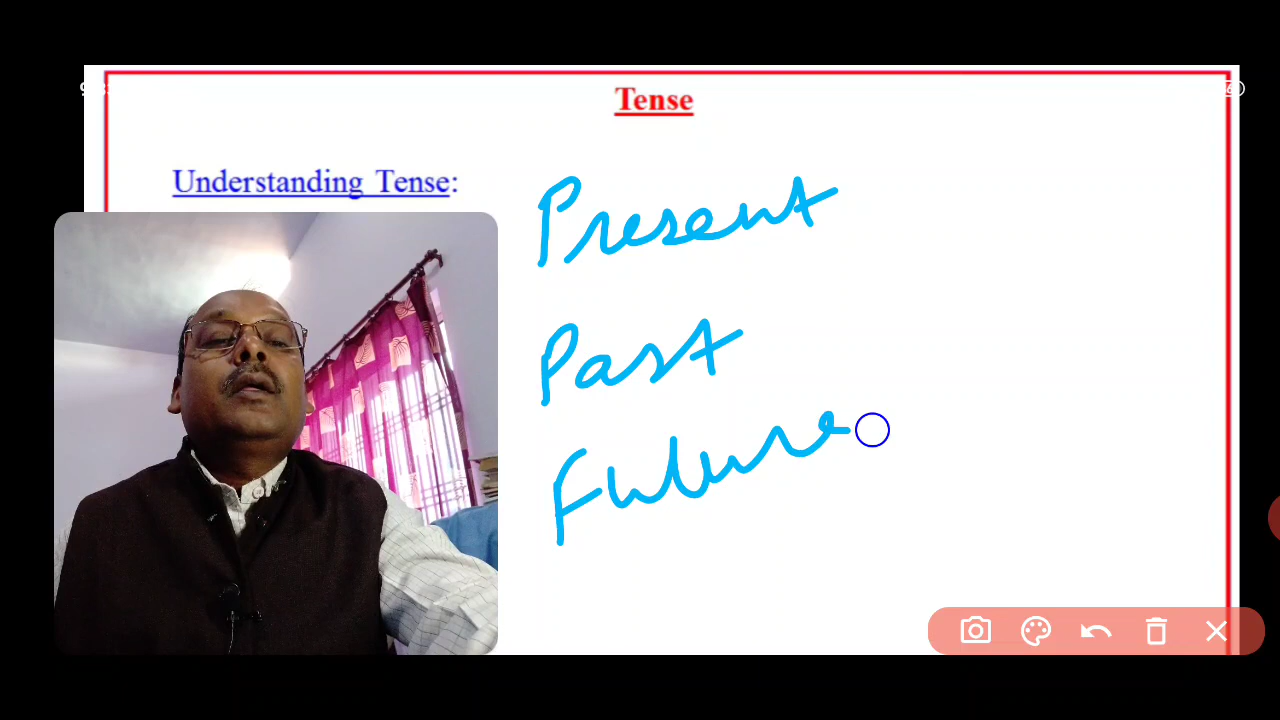 Tense
Understanding Tense:
Present
Past
Future